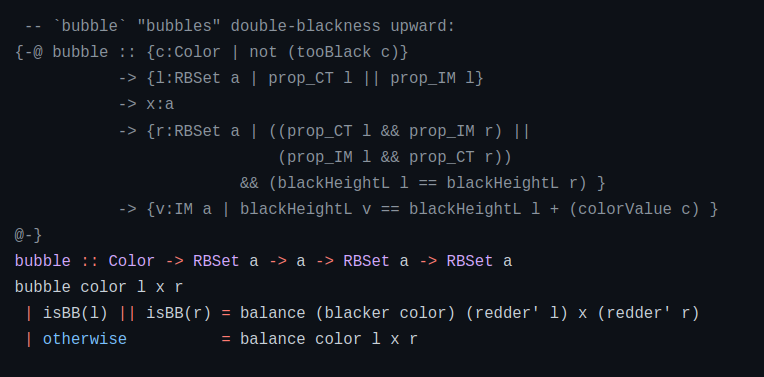 -- `bubble` "bubbles" double-blackness upward:
{-@ bubble :: {c:Color | not (tooBlack c)}
           -> {l:RBSet a | prop_CT l || prop_IM l}
           -> x:a
           -> {r:RBSet a | ((prop_CT l && prop_IM r) ||
                            (prop_IM l && prop_CT r))
                        && (blackHeightL l == blackHeightL r) }
           -> {v:IM a | blackHeightL v == blackHeightL l + (colorValue c) }
@-}
bubble :: Color -> RBSet a -> a -> RBSet a -> RBSet a
bubble color l x r
 | isBB(l) || isBB(r) = balance (blacker color) (redder' l) x (redder' r)
 | otherwise          = balance color l x r